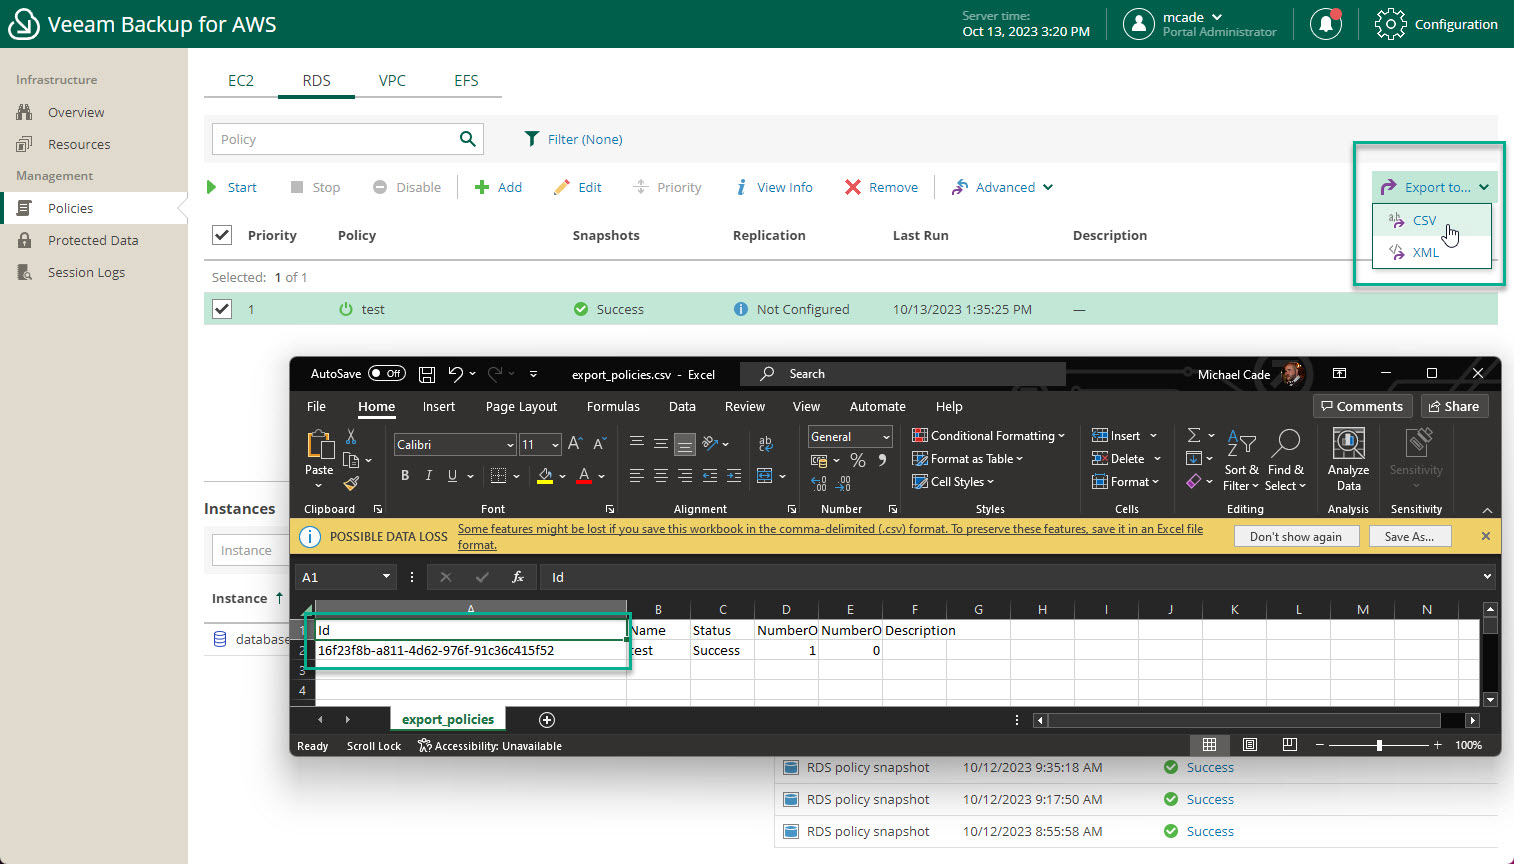 Veeam Backup for AWS
Server time:
Oct 13, 2023 3:20 PM
mcade
Portal Administrator
Configuration
Infrastructure
Overview
Resources
Management
Policies
Protected Data
Session Logs
EC2 RDS VPC EFS
Policy
Filter (None)
Start Stop Disable Add Edit Priority View Info Remove Advanced Export to...
CSV
XML
Priority Policy Snapshots Replication Last Run Description
Selected: 1 of 1
1 test Success Not Configured 10/13/2023 1:35:25 PM —
Instances
Instance
Instance
database
AutoSave Off export_policies.csv - Excel Search Michael Cade
File Home Insert Page Layout Formulas Data Review View Automate Help Comments Share
Paste
Clipboard
Calibri 11
B I U
Font
ab
Alignment
General
% 9
.00
Number
Conditional Formatting
Format as Table
Cell Styles
Styles
Insert
Delete
Format
Cells
Sort & Filter
Find & Select
Editing
Analyze Data
Analysis
Sensitivity
Sensitivity
POSSIBLE DATA LOSS Some features might be lost if you save this workbook in the comma-delimited (.csv) format. To preserve these features, save it in an Excel file
format.
Don't show again Save As...
A1 fx Id
A B C D E F G H I J K L M N
1 Id Name Status NumberO NumberO Description
2 16f23f8b-a811-4d62-976f-91c36c415f52 test Success 1 0
3
4
export_policies
Ready Scroll Lock Accessibility: Unavailable 100%
RDS policy snapshot 10/12/2023 9:35:18 AM Success
RDS policy snapshot 10/12/2023 9:17:50 AM Success
RDS policy snapshot 10/12/2023 8:55:58 AM Success